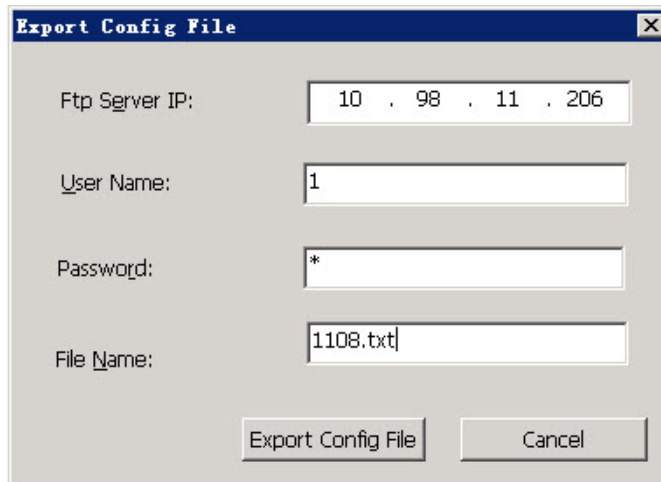 Export Config File
Ftp Server IP: 10 . 98 . 11 . 206
User Name: 1
Password: *
File Name: 1108.txt
Export Config File Cancel